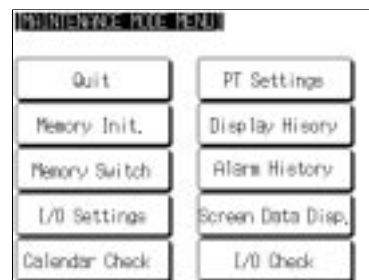 [MAINTENANCE MODE MENU]
Quit
PT Settings
Memory Init.
Display Hisory
Memory Switch
Alarm History
I/O Settings
Screen Data Disp.
Calendar Check
I/O Check